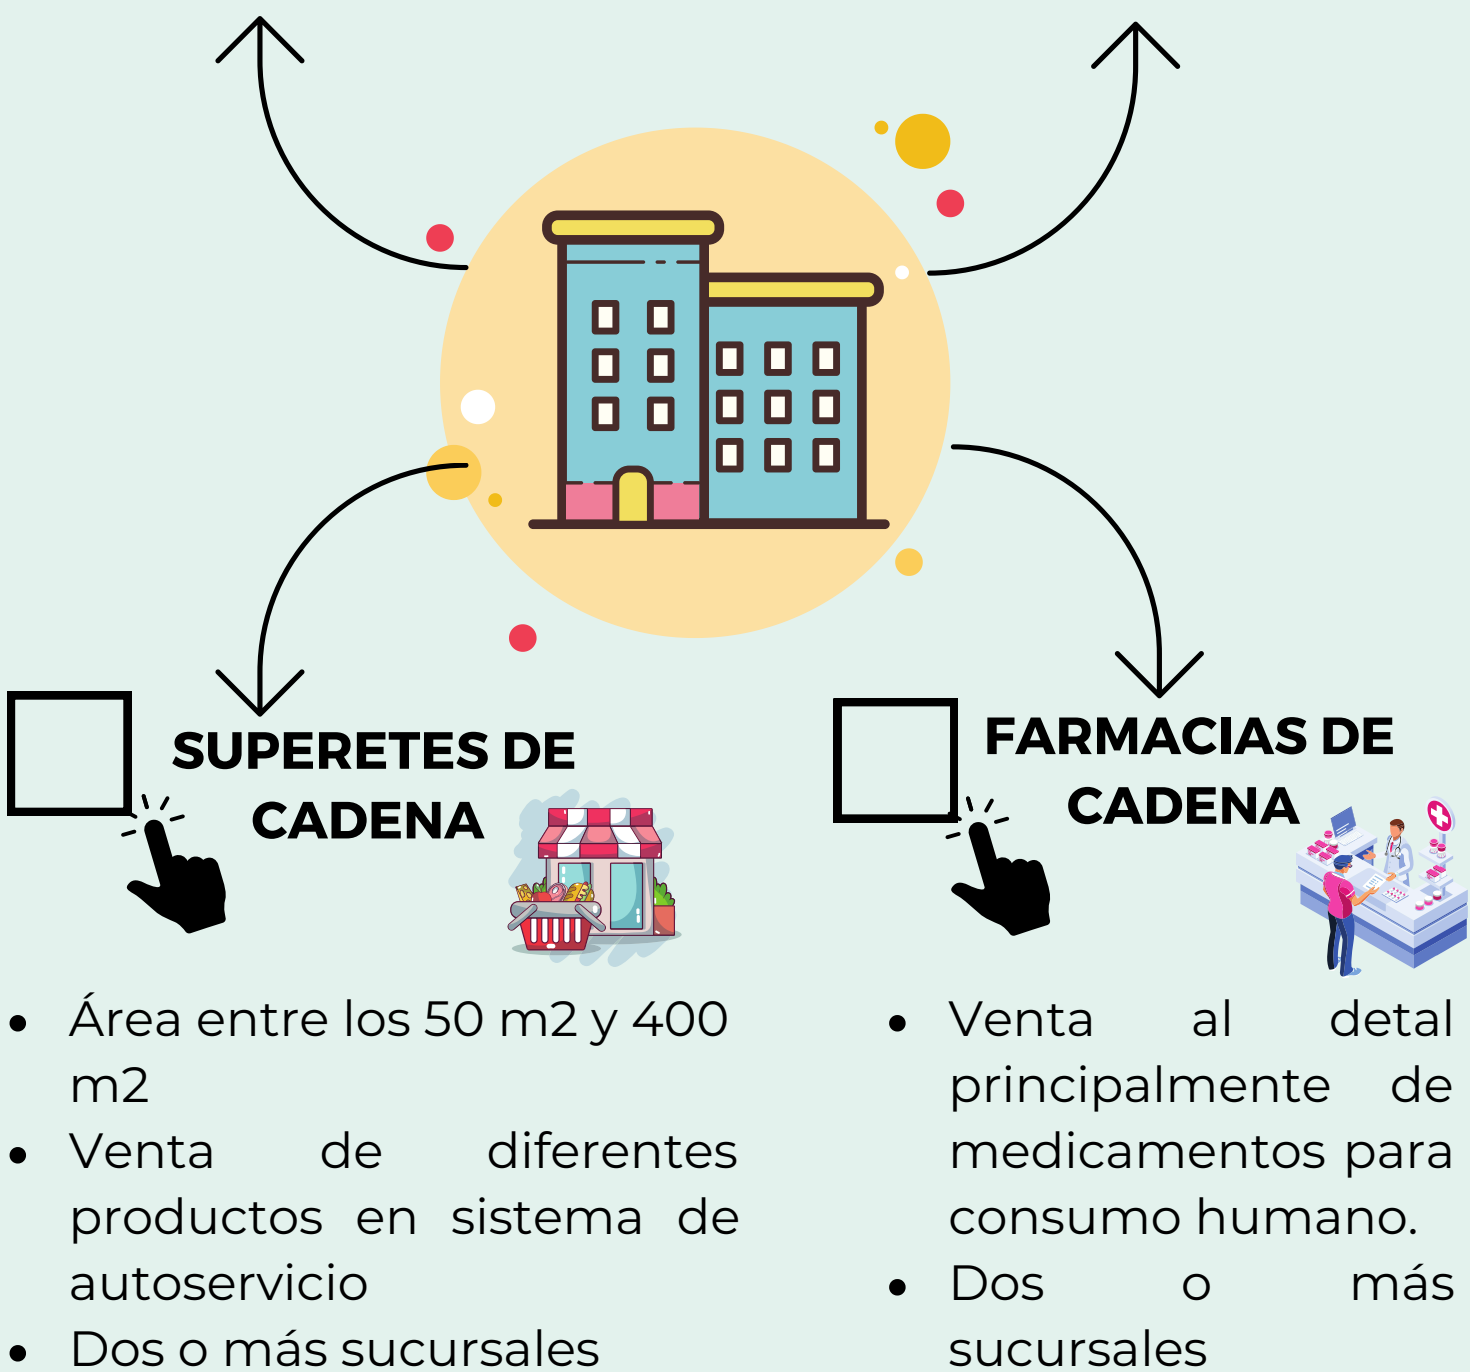 SUPERETES DE
CADENA
Área entre los 50 m2 y 400
m2
Venta de diferentes
productos en sistema de
autoservicio
Dos o más sucursales
FARMACIAS DE
CADENA
Venta al detal
principalmente de
medicamentos para
consumo humano.
Dos o más
sucursales